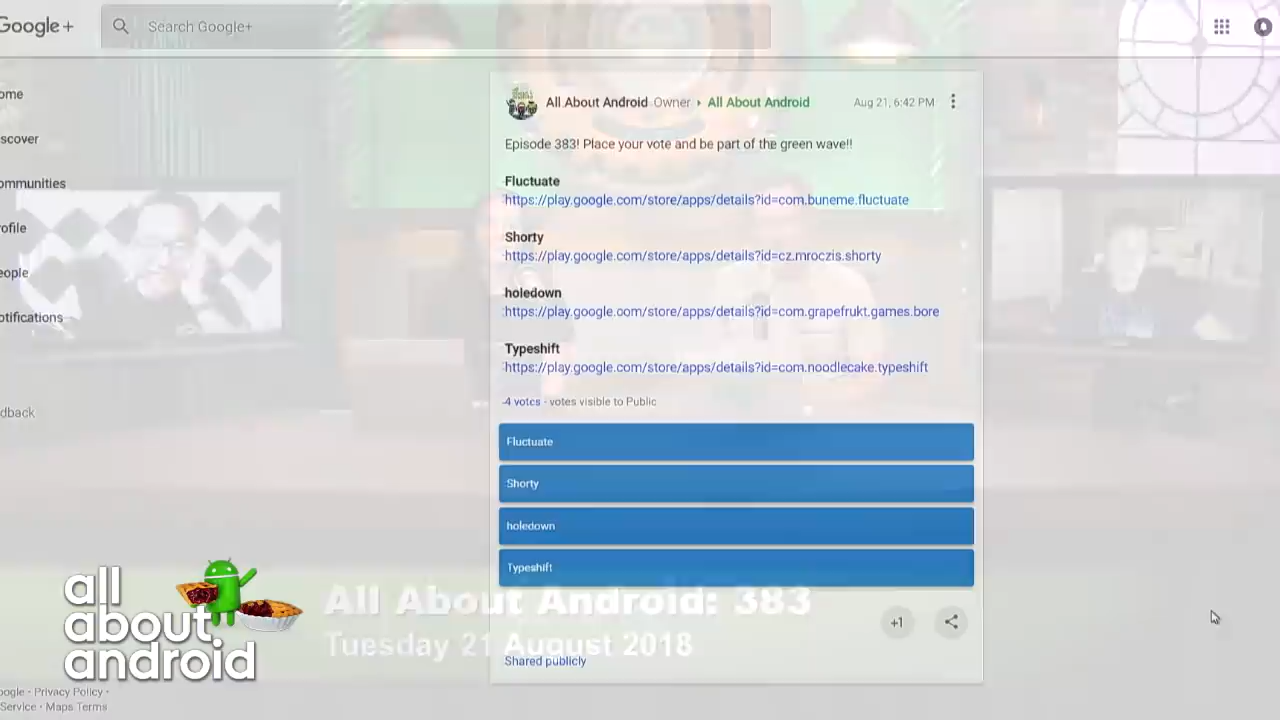 Google+
Search Google+
ome
scover
ommunities
ofile
eople
otifications
dback
All About Android Owner ▸ All About Android
Aug 21, 6:42 PM
Episode 383! Place your vote and be part of the green wave!!
Fluctuate
https://play.google.com/store/apps/details?id=com.buneme.fluctuate
Shorty
https://play.google.com/store/apps/details?id=cz.mroczis.shorty
holedown
https://play.google.com/store/apps/details?id=com.grapefrukt.games.bore
Typeshift
https://play.google.com/store/apps/details?id=com.noodlecake.typeshift
4 votes - votes visible to Public
Fluctuate
Shorty
holedown
Typeshift
+1
Shared publicly
all
about
android
All About Android: 383
Tuesday 21 August 2018
oogle • Privacy Policy •
Service • Maps Terms